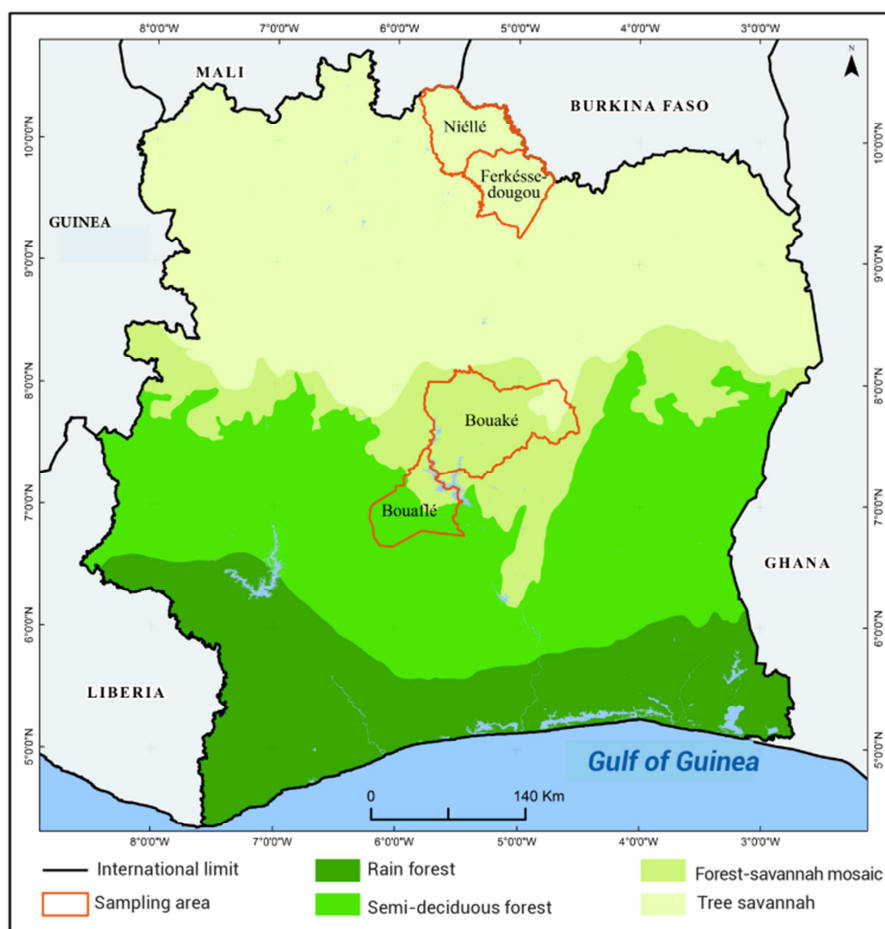 8°0'0"W 7°0'0"W 6°0'0"W 5°0'0"W 4°0'0"W 3°0'0"W
N
MALI
BURKINA FASO
10°0'0"N
10°0'0"N
Niéllé
Ferkésse-
dougou
GUINEA
9°0'0"N
9°0'0"N
8°0'0"N
8°0'0"N
Bouaké
7°0'0"N
7°0'0"N
Bouaflé
GHANA
6°0'0"N
6°0'0"N
LIBERIA
5°0'0"N
5°0'0"N
Gulf of Guinea
0 140 Km
8°0'0"W 7°0'0"W 6°0'0"W 5°0'0"W 4°0'0"W 3°0'0"W
International limit Rain forest Forest-savannah mosaic
Sampling area Semi-deciduous forest Tree savannah